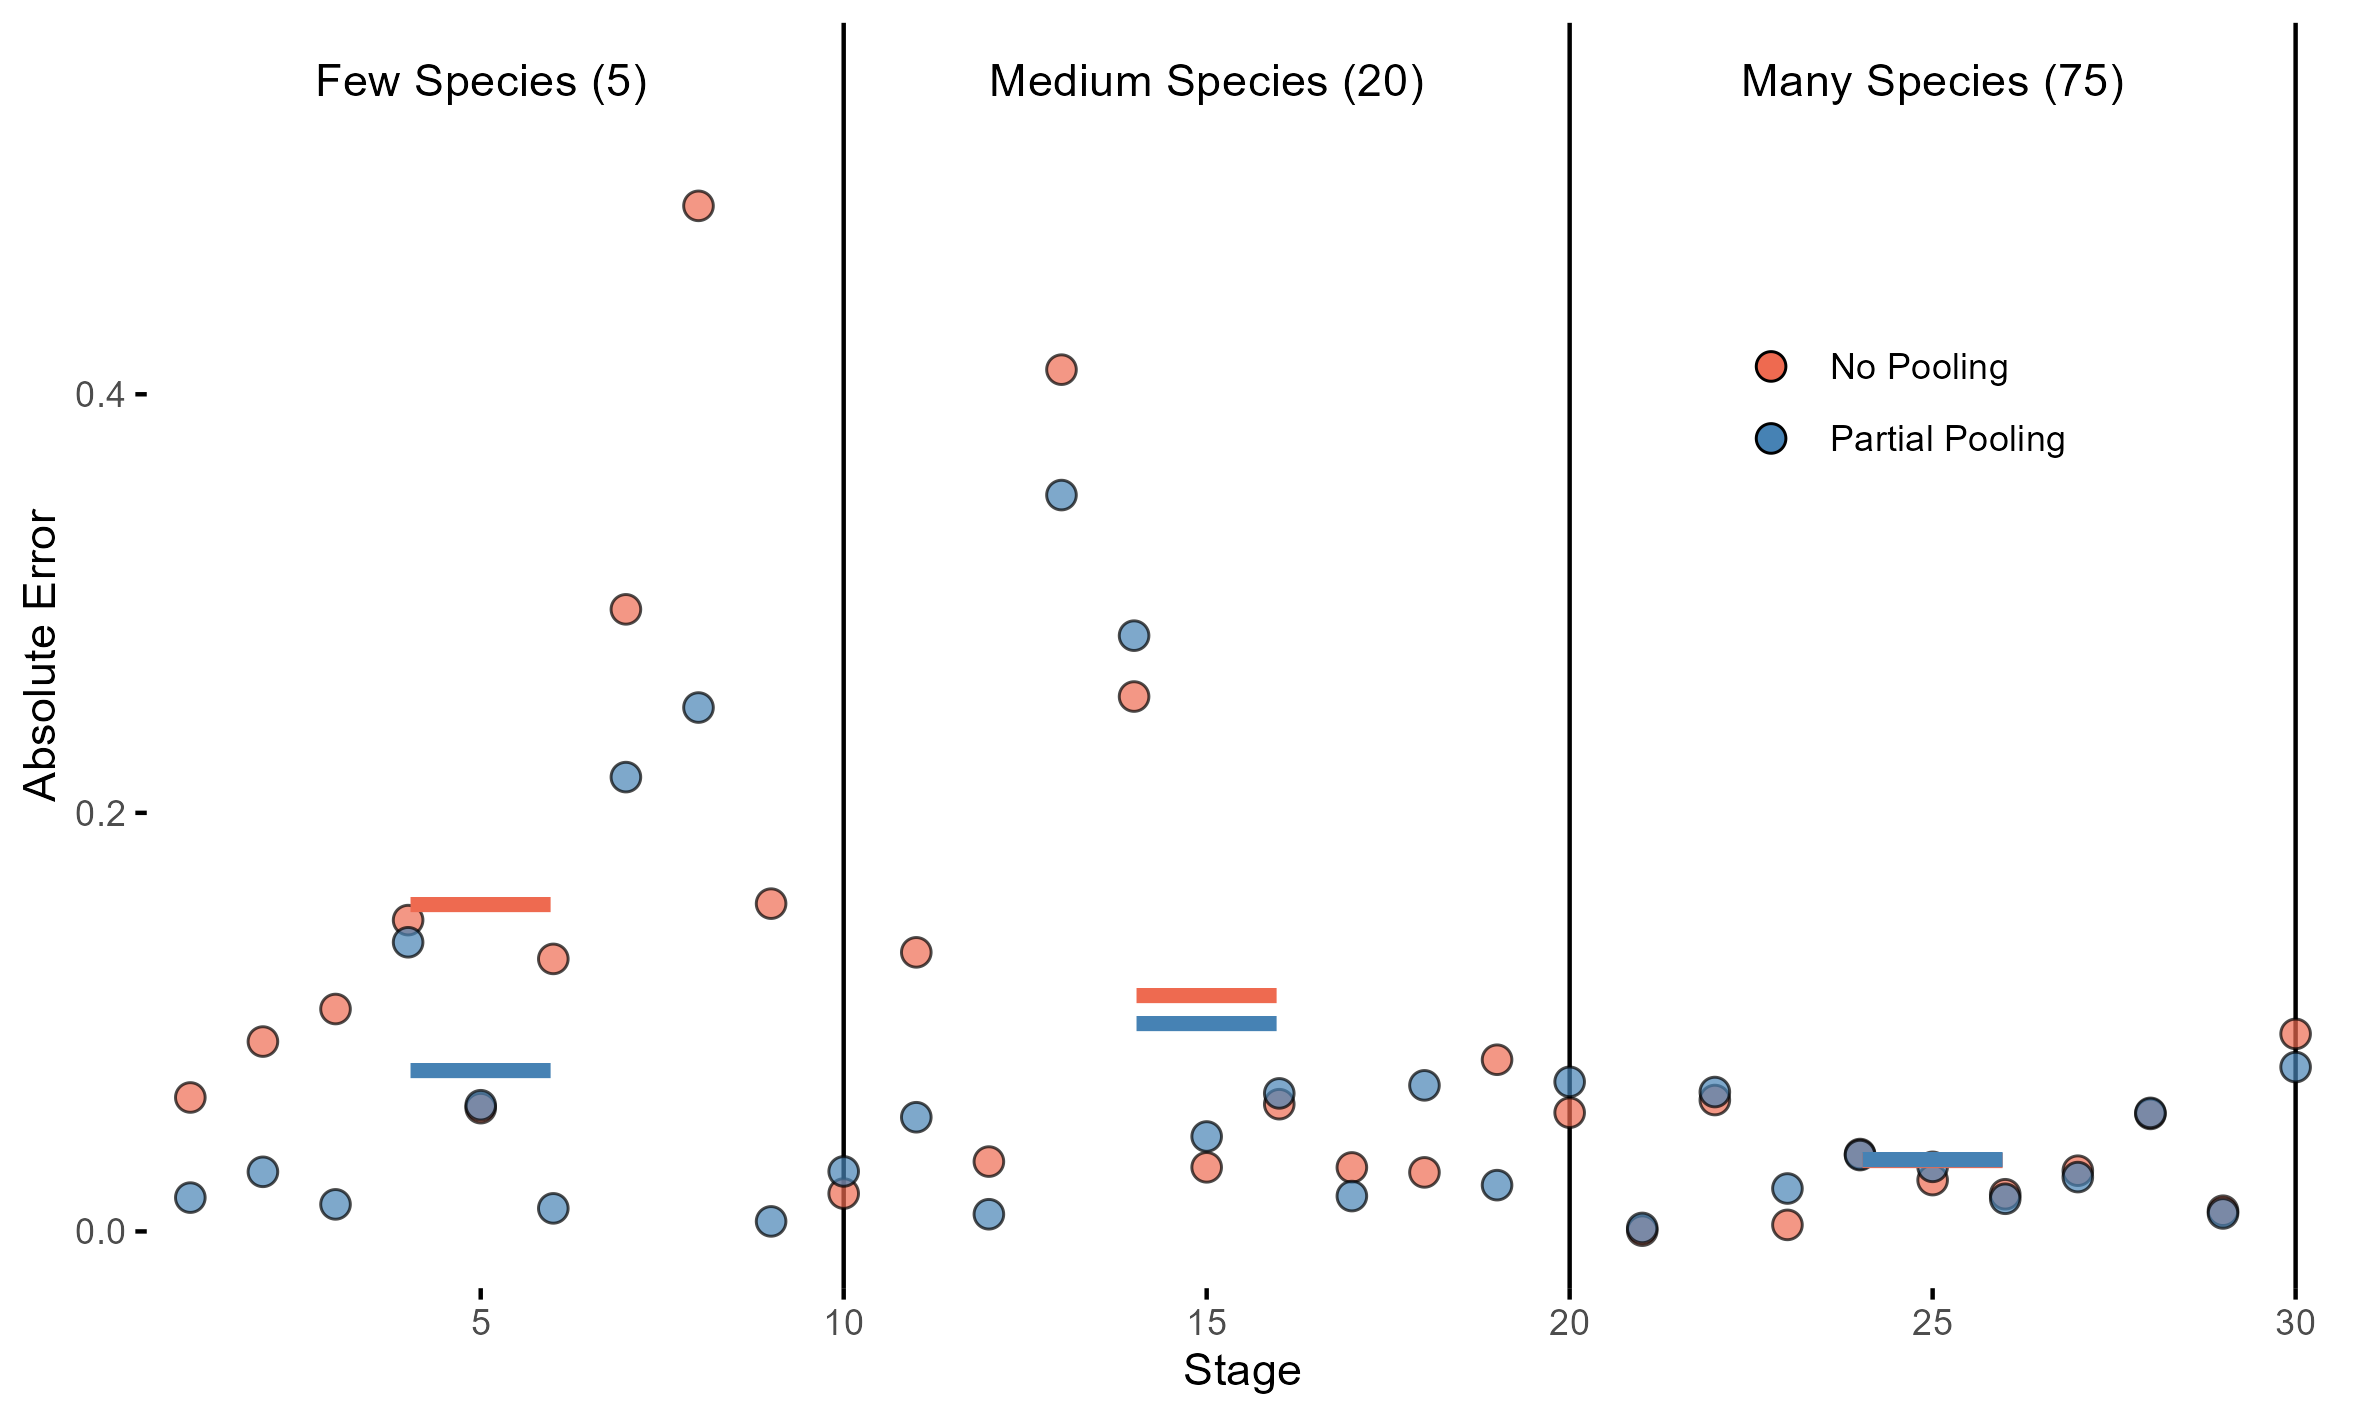 Few Species (5)
Medium Species (20)
Many Species (75)
No Pooling
Partial Pooling
Absolute Error
0.4
0.2
0.0
5
10
15
20
25
30
Stage